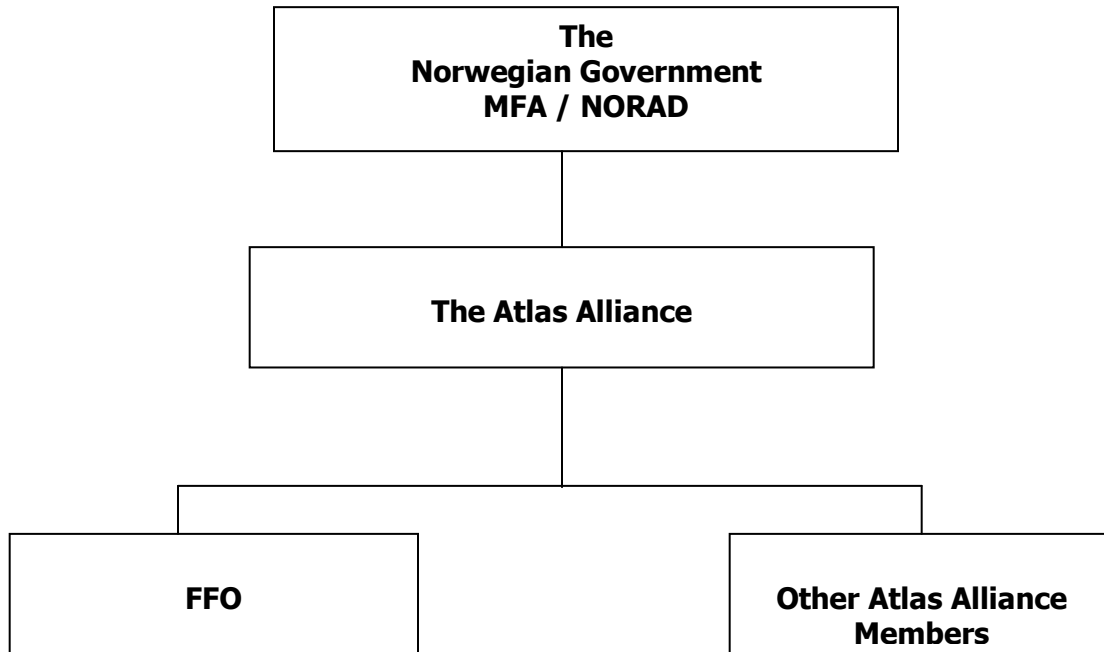 The
Norwegian Government
MFA / NORAD
The Atlas Alliance
FFO
Other Atlas Alliance
Members